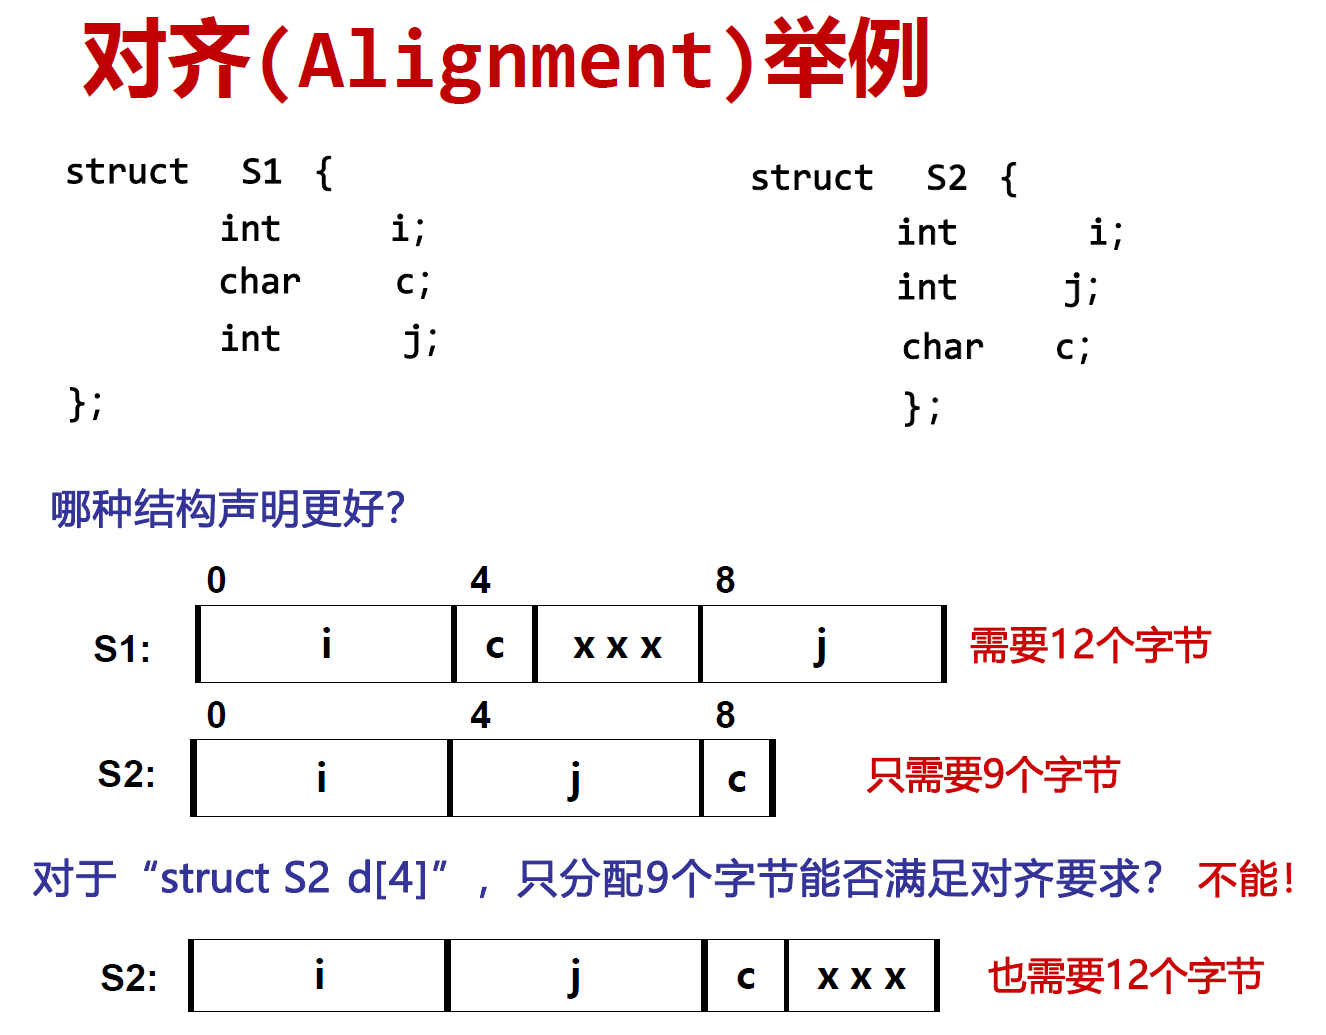 对齐(Alignment)举例
struct S1 {
int i;
char c;
int j;
};
struct S2 {
int i;
int j;
char c;
};
哪种结构声明更好?
0 4 8
S1: i c x x x j 需要12个字节
0 4 8
S2: i j c 只需要9个字节
对于“struct S2 d[4]”，只分配9个字节能否满足对齐要求? 不能!
S2: i j c x x x 也需要12个字节